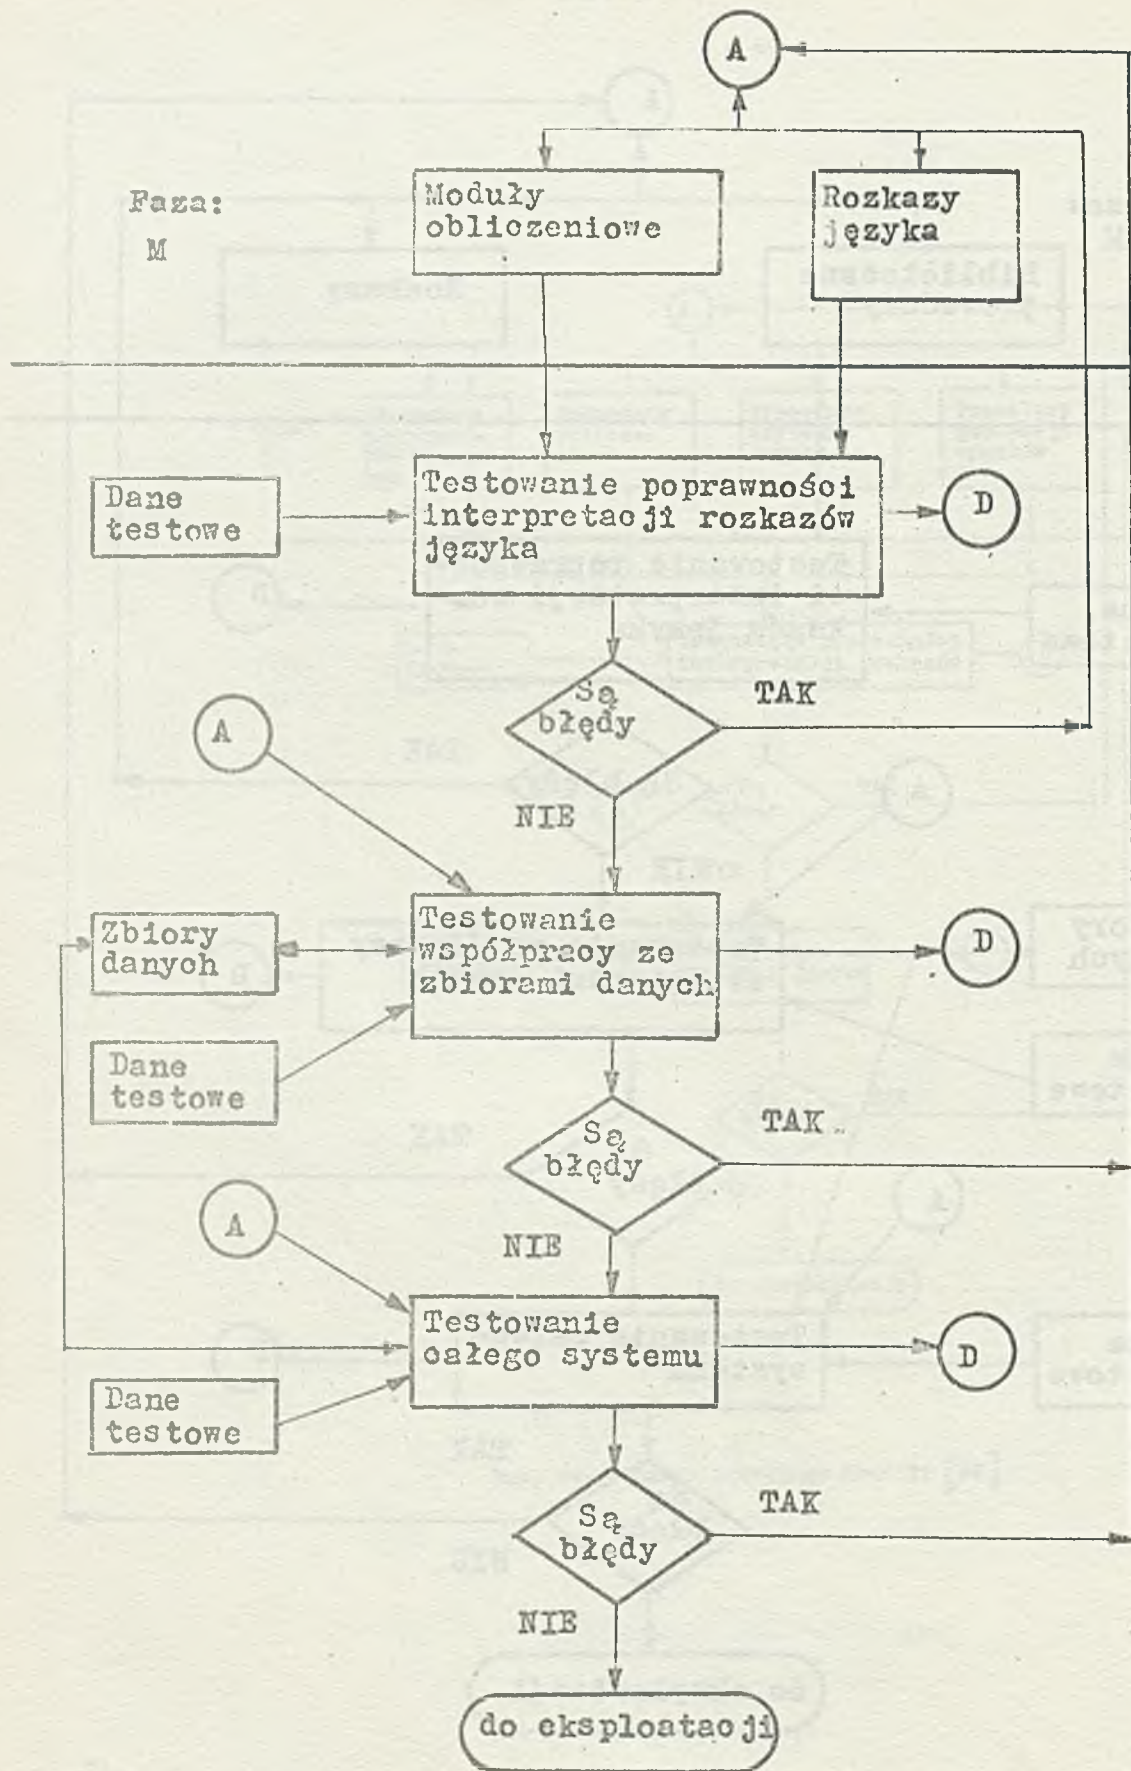 A
Faza:
M
Moduły
obliczeniowe
Rozkazy
języka
Dane
testowe
Testowanie poprawności
interpretacji rozkazów
języka
D
Są
błędy
TAK
A
NIE
Zbiory
danych
Testowanie
współpracy ze
zbiorami danych
D
Dane
testowe
Są
błędy
TAK
A
NIE
Testowanie
całego systemu
D
Dane
testowe
Są
błędy
TAK
NIE
do eksploatacji